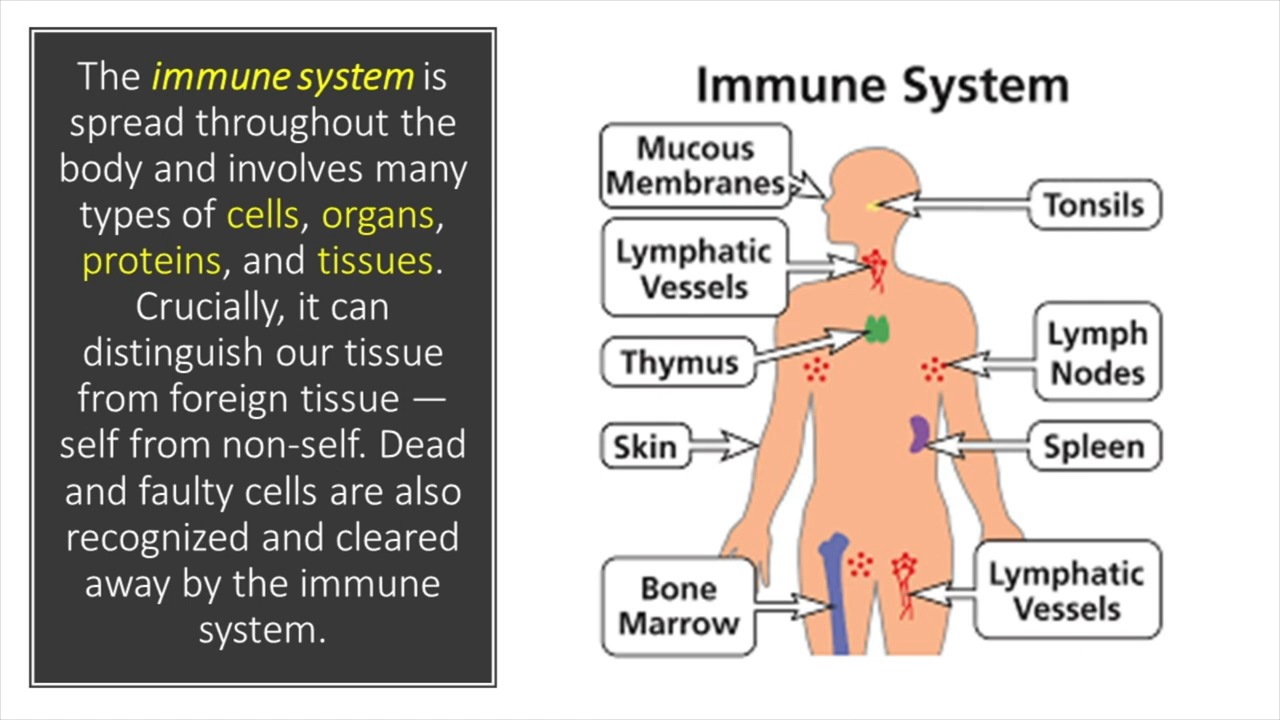 The immune system is
spread throughout the
body and involves many
types of cells, organs,
proteins, and tissues.
Crucially, it can
distinguish our tissue
from foreign tissue —
self from non-self. Dead
and faulty cells are also
recognized and cleared
away by the immune
system.
Immune System
Mucous
Membranes
Tonsils
Lymphatic
Vessels
Thymus
Lymph
Nodes
Skin
Spleen
Bone
Marrow
Lymphatic
Vessels